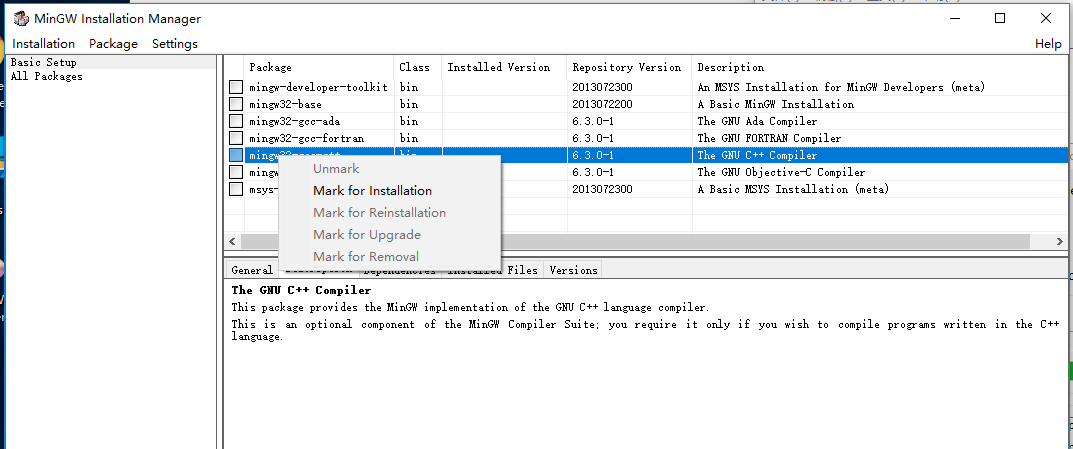 MinGW Installation Manager
Installation Package Settings Help
Basic Setup
All Packages
Package Class Installed Version Repository Version Description
mingw-developer-toolkit bin 2013072300 An MSYS Installation for MinGW Developers (meta)
mingw32-base bin 2013072200 A Basic MinGW Installation
mingw32-gcc-ada bin 6.3.0-1 The GNU Ada Compiler
mingw32-gcc-fortran bin 6.3.0-1 The GNU FORTRAN Compiler
mingw32-gcc-g++ bin 6.3.0-1 The GNU C++ Compiler
mingw 6.3.0-1 The GNU Objective-C Compiler
msys- 2013072300 A Basic MSYS Installation (meta)
Unmark
Mark for Installation
Mark for Reinstallation
Mark for Upgrade
Mark for Removal
General Description Dependencies Installed Files Versions
The GNU C++ Compiler
This package provides the MinGW implementation of the GNU C++ language compiler.
This is an optional component of the MinGW Compiler Suite; you require it only if you wish to compile programs written in the C++
language.